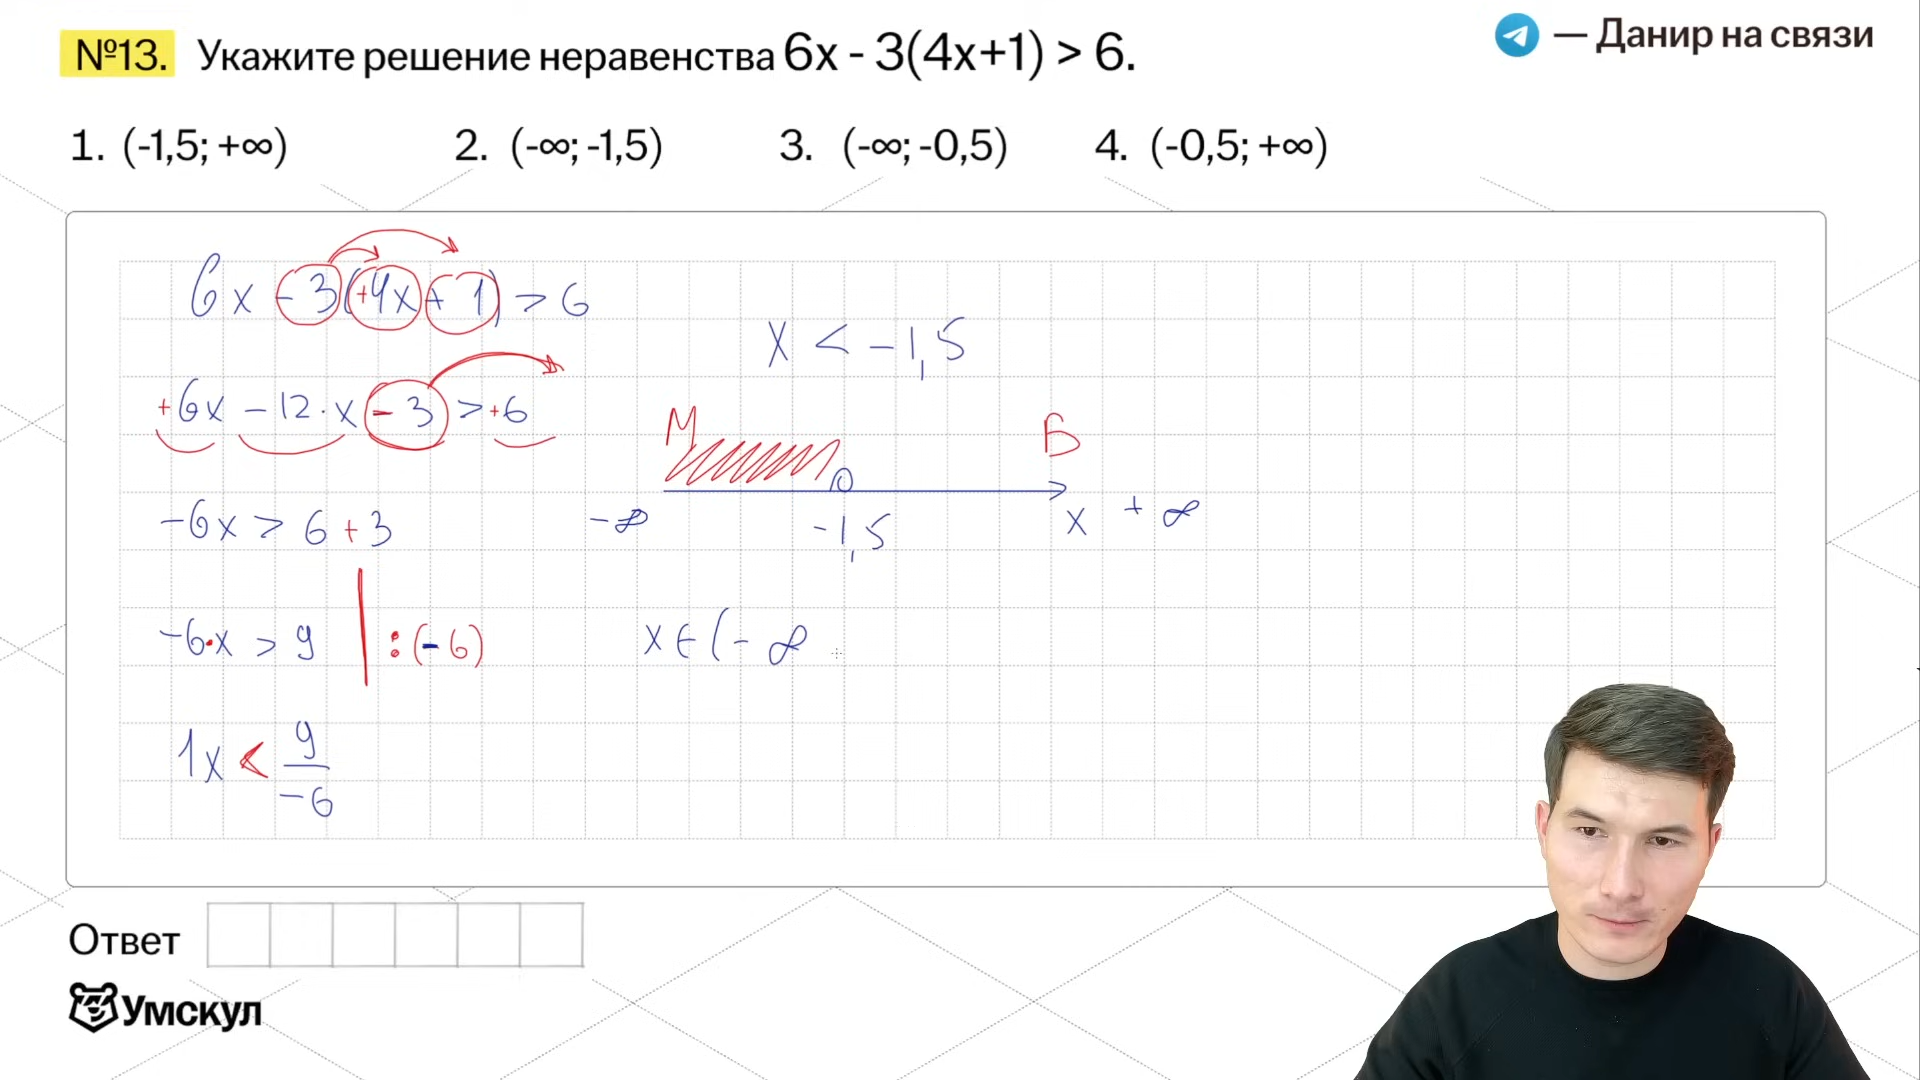 №13. Укажите решение неравенства 6x - 3(4x+1) > 6.
— Данир на связи
1. (-1,5; +∞) 2. (-∞; -1,5) 3. (-∞; -0,5) 4. (-0,5; +∞)
6x - 3(+4x + 1) > 6
+6x - 12·x - 3 > +6
-6x > 6 + 3
-6·x > 9 | :(-6)
1x < 9/-6
x < -1,5
М Б
-∞ -1,5 x +∞
x ∈ (-∞
Ответ
Умскул